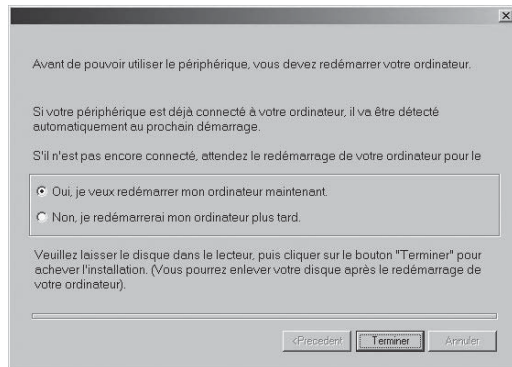 Avant de pouvoir utiliser le périphérique, vous devez redémarrer votre ordinateur.
Si votre périphérique est déjà connecté à votre ordinateur, il va être détecté
automatiquement au prochain démarrage.
S'il n'est pas encore connecté, attendez le redémarrage de votre ordinateur pour le
Oui, je veux redémarrer mon ordinateur maintenant.
Non, je redémarrerai mon ordinateur plus tard.
Veuillez laisser le disque dans le lecteur, puis cliquer sur le bouton "Terminer" pour
achever l'installation. (Vous pourrez enlever votre disque après le redémarrage de
votre ordinateur).
<Precedent Terminer Annuler